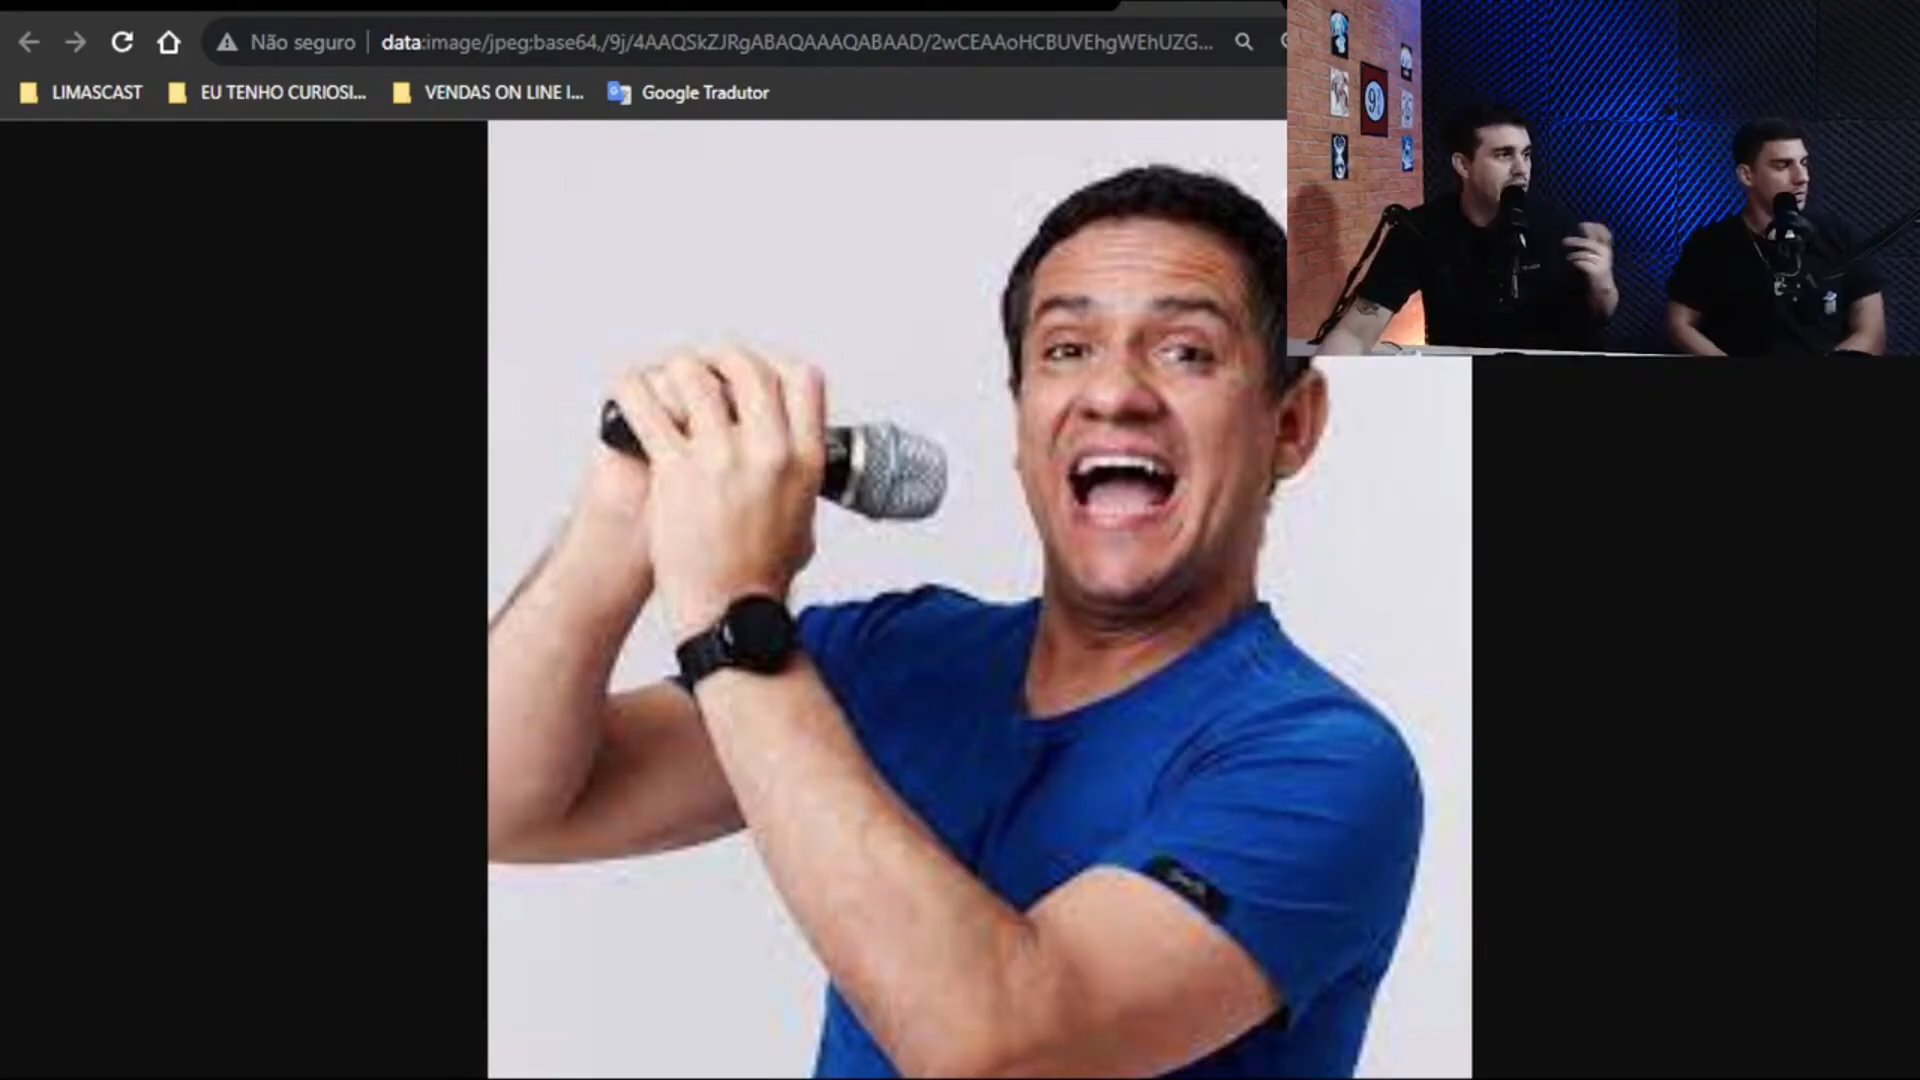 Não seguro data:image/jpeg;base64,/9j/4AAQSkZJRgABAQAAAQABAAD/2wCEAAoHCBUVEhgWEhUZG...
LIMASCAST EU TENHO CURIOSI... VENDAS ON LINE I... Google Tradutor